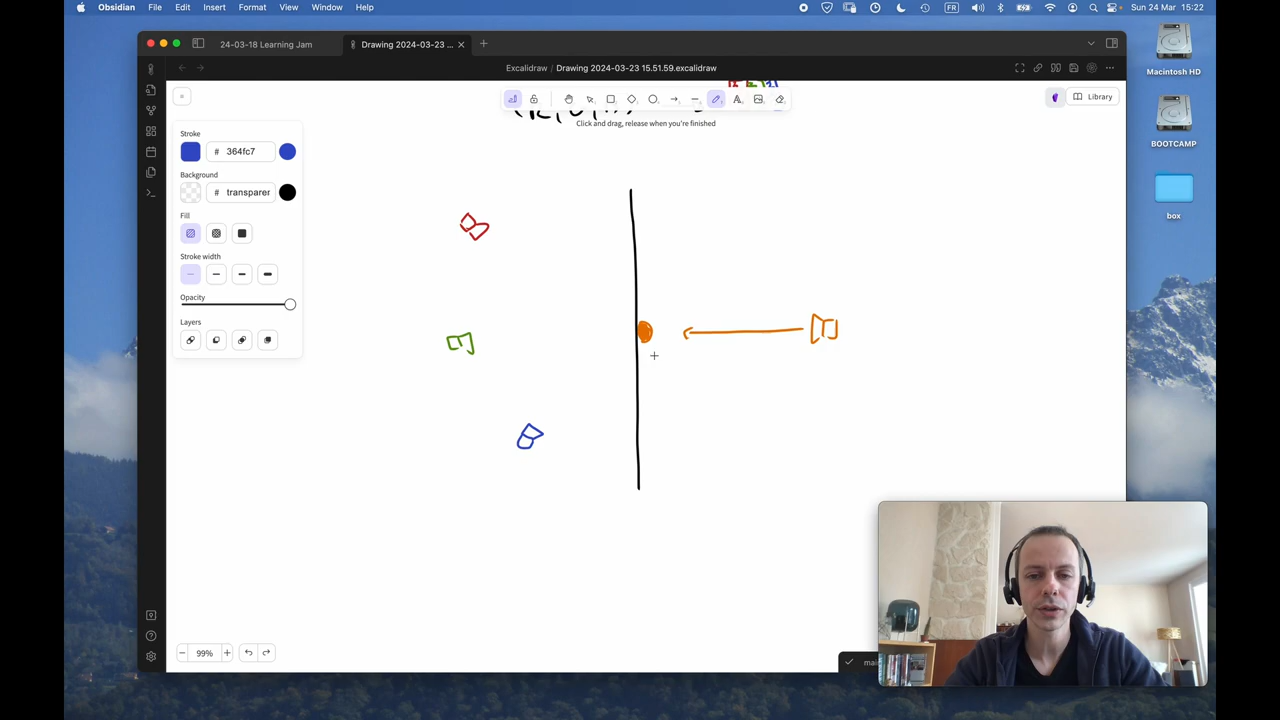 Obsidian File Edit Insert Format View Window Help
FR Sun 24 Mar 15:22
24-03-18 Learning Jam
Drawing 2024-03-23 ...
Excalidraw / Drawing 2024-03-23 15.51.59.excalidraw
Library
Click and drag, release when you're finished
Stroke
# 364fc7
Background
# transparer
Fill
Stroke width
Opacity
Layers
99%
Macintosh HD
BOOTCAMP
box